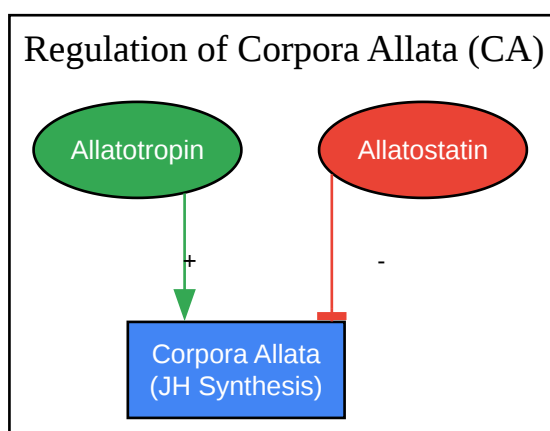 Regulation of Corpora Allata (CA)
Allatotropin
Allatostatin
+
-
Corpora Allata
(JH Synthesis)